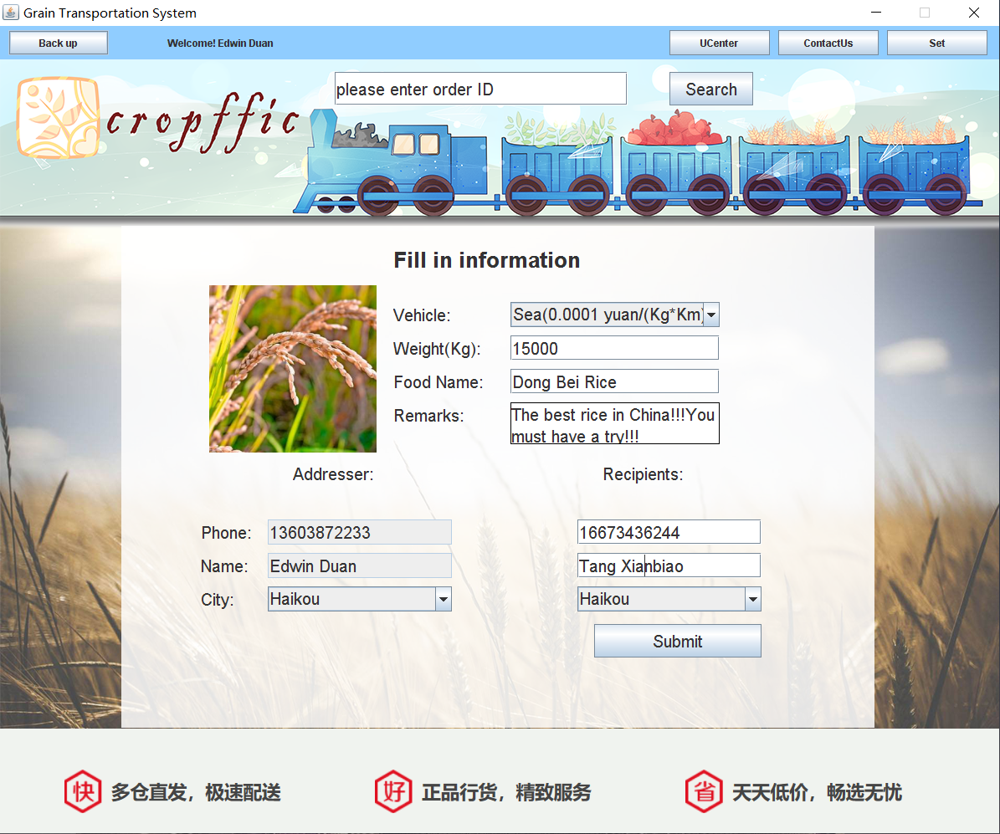 Grain Transportation System
Back up
Welcome! Edwin Duan
UCenter
ContactUs
Set
cropffic
please enter order ID
Search
Fill in information
Vehicle:
Sea(0.0001 yuan/(Kg*Km)
Weight(Kg):
15000
Food Name:
Dong Bei Rice
Remarks:
The best rice in China!!!You
must have a try!!!
Addresser:
Recipients:
Phone:
13603872233
16673436244
Name:
Edwin Duan
Tang Xianbiao
City:
Haikou
Haikou
Submit
快 多仓直发，极速配送
好 正品行货，精致服务
省 天天低价，畅选无忧